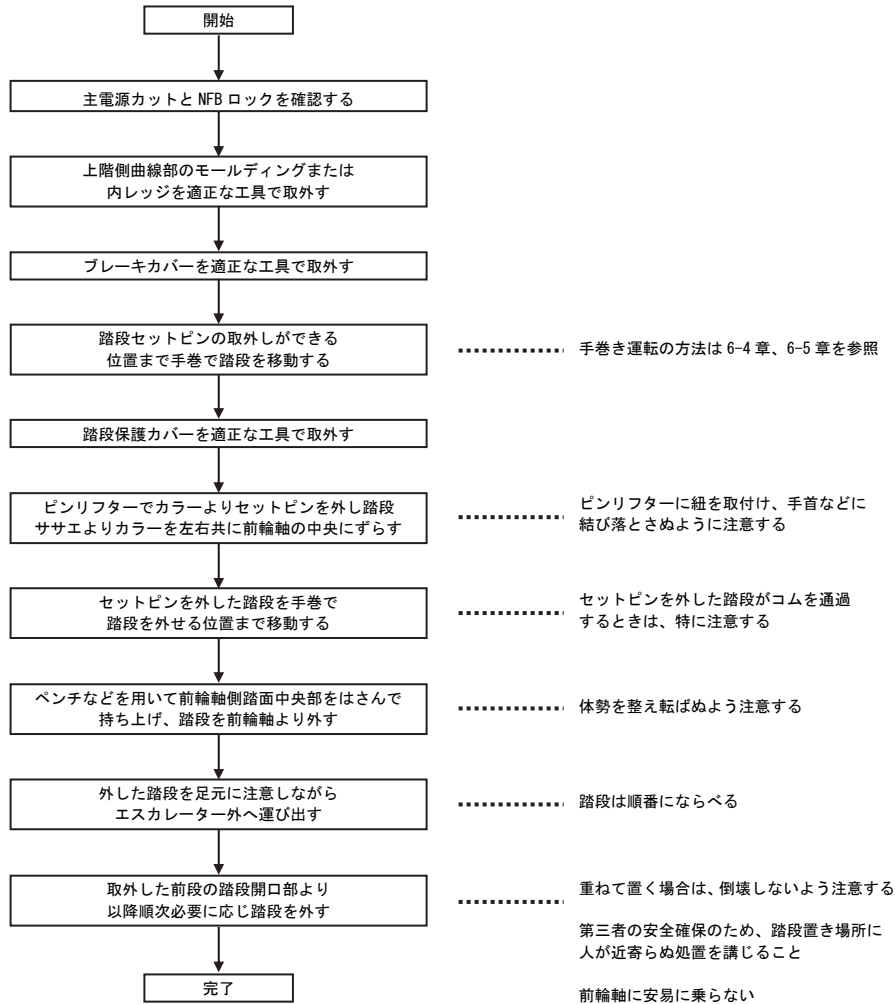 開始
主電源カットと NFB ロックを確認する
上階側曲線部のモールディングまたは
内レッジを適正な工具で取外す
ブレーキカバーを適正な工具で取外す
踏段セットピンの取外しができる
位置まで手巻で踏段を移動する
手巻き運転の方法は 6-4 章、6-5 章を参照
踏段保護カバーを適正な工具で取外す
ピンリフターでカラーよりセットピンを外し踏段
ササエよりカラーを左右共に前輪軸の中央にずらす
ピンリフターに紐を取付け、手首などに
結び落とさぬように注意する
セットピンを外した踏段を手巻で
踏段を外せる位置まで移動する
セットピンを外した踏段がコムを通過
するときは、特に注意する
ペンチなどを用いて前輪軸側踏面中央部をはさんで
持ち上げ、踏段を前輪軸より外す
体勢を整え転ばぬよう注意する
外した踏段を足元に注意しながら
エスカレーター外へ運び出す
踏段は順番にならべる
取外した前段の踏段開口部より
以降順次必要に応じ踏段を外す
重ねて置く場合は、倒壊しないよう注意する
第三者の安全確保のため、踏段置き場所に
人が近寄らぬ処置を講じること
前輪軸に安易に乗らない
完了